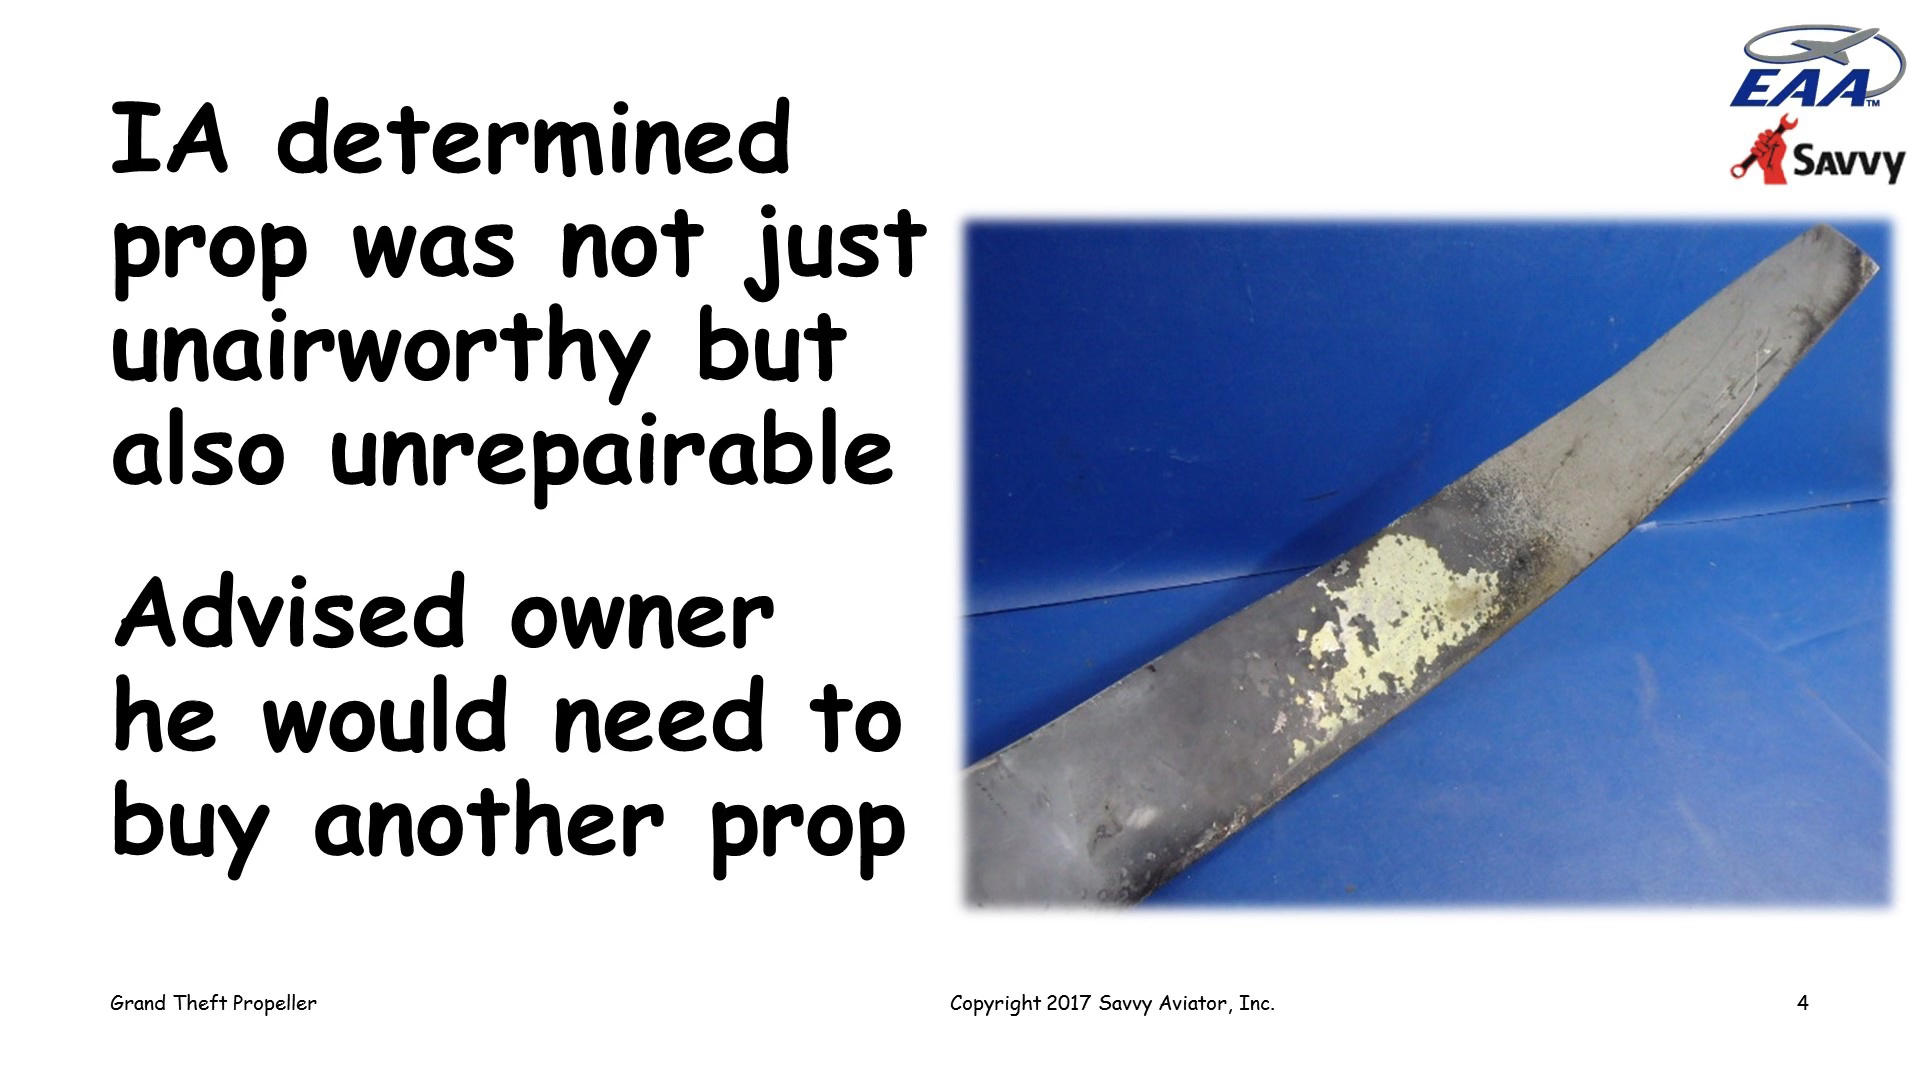 EAA™
SAVVY
IA determined
prop was not just
unairworthy but
also unrepairable
Advised owner
he would need to
buy another prop
Grand Theft Propeller
Copyright 2017 Savvy Aviator, Inc.
4